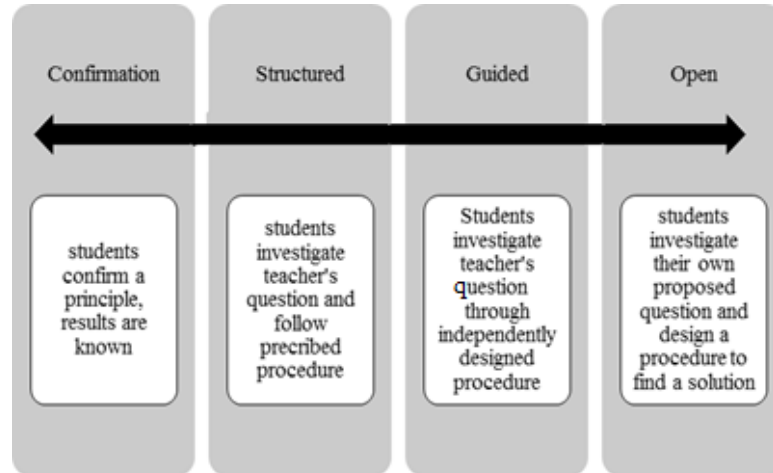 Confirmation
Structured
Guided
Open
students
confirm a
principle,
results are
known
students
investigate
teacher's
question and
follow
precribed
procedure
Students
investigate
teacher's
question
through
independently
designed
procedure
students
investigate
their own
proposed
question and
design a
procedure to
find a solution